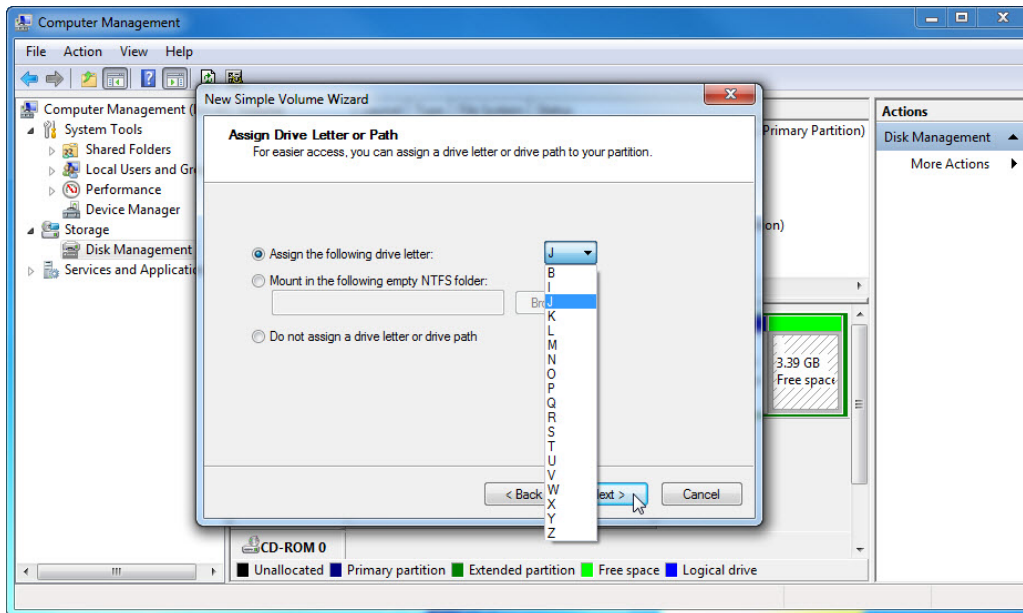 Computer Management
File Action View Help
Computer Management (
System Tools
Shared Folders
Local Users and Gr
Performance
Device Manager
Storage
Disk Management
Services and Applicatic
New Simple Volume Wizard
Assign Drive Letter or Path
For easier access, you can assign a drive letter or drive path to your partition.
Assign the following drive letter:
J
Mount in the following empty NTFS folder:
Bro
Do not assign a drive letter or drive path
B
I
J
K
L
M
N
O
P
Q
R
S
T
U
V
W
X
Y
Z
< Back
ext >
Cancel
Primary Partition)
on)
3.39 GB
Free space
Actions
Disk Management
More Actions
CD-ROM 0
Unallocated Primary partition Extended partition Free space Logical drive